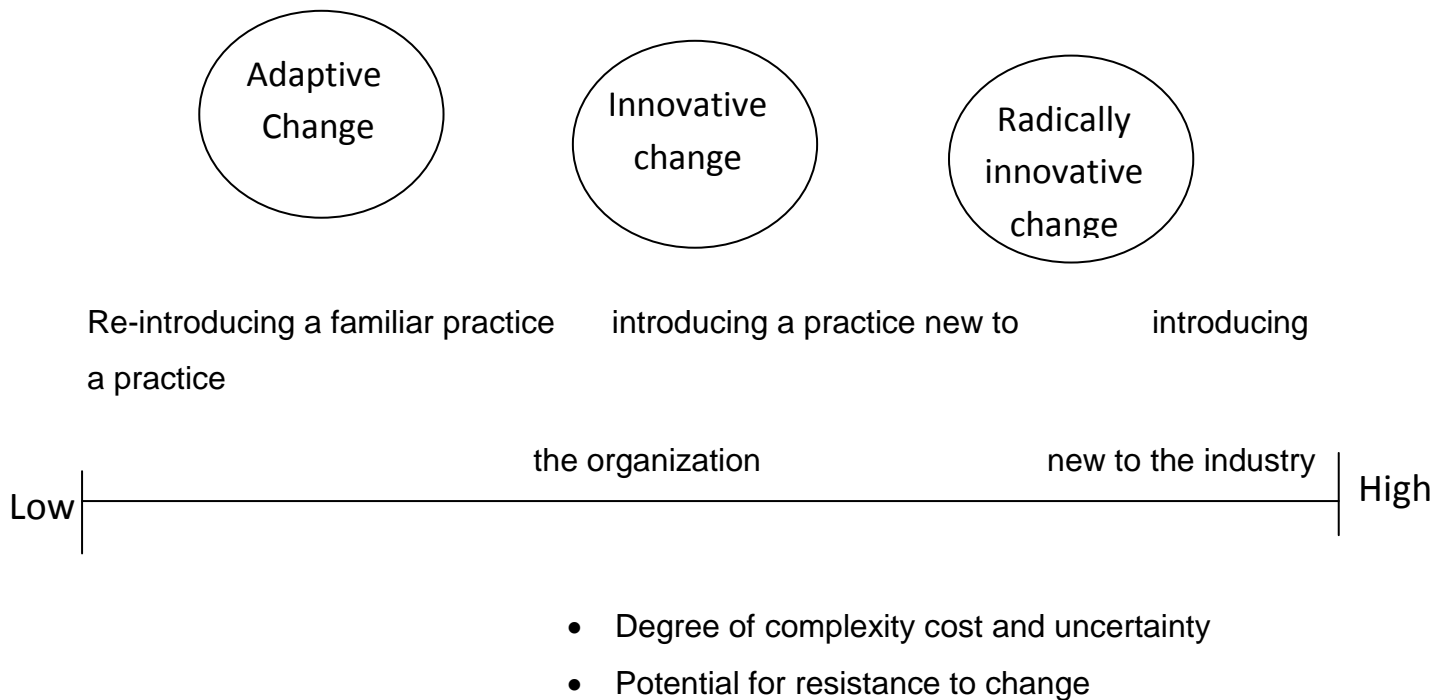 Adaptive
Change
Innovative
change
Radically
innovative
change
Re-introducing a familiar practice introducing a practice new to introducing
a practice
the organization new to the industry
Low
High
• Degree of complexity cost and uncertainty
• Potential for resistance to change